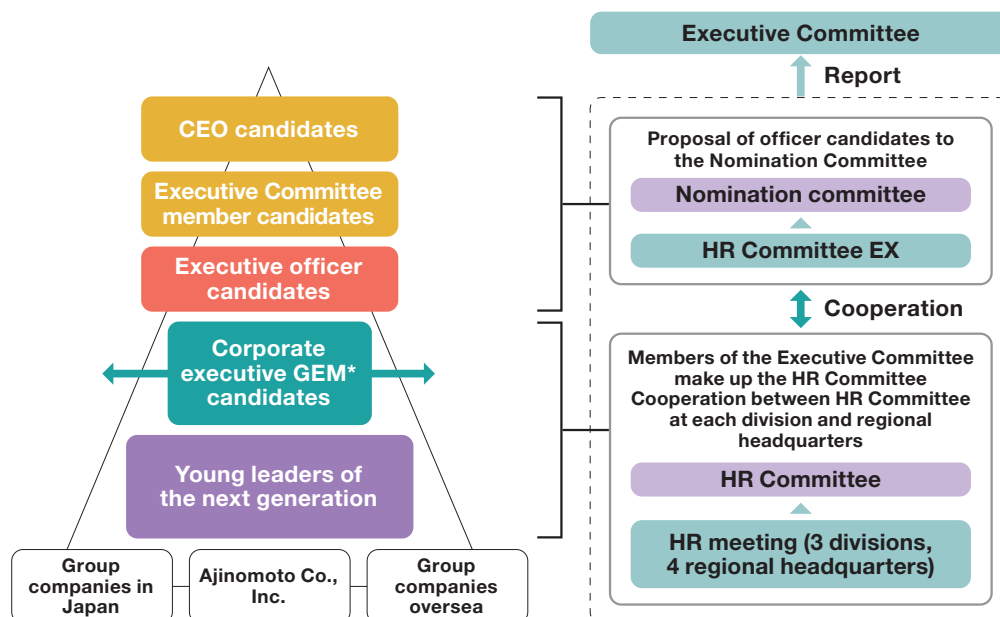 CEO candidates
Executive Committee
member candidates
Executive officer
candidates
Corporate
executive GEM*
candidates
Young leaders of
the next generation
Group
companies in
Japan
Ajinomoto Co.,
Inc.
Group
companies
oversea
Executive Committee
Report
Proposal of officer candidates to
the Nomination Committee
Nomination committee
HR Committee EX
Cooperation
Members of the Executive Committee
make up the HR Committee
Cooperation between HR Committee
at each division and regional
headquarters
HR Committee
HR meeting (3 divisions,
4 regional headquarters)